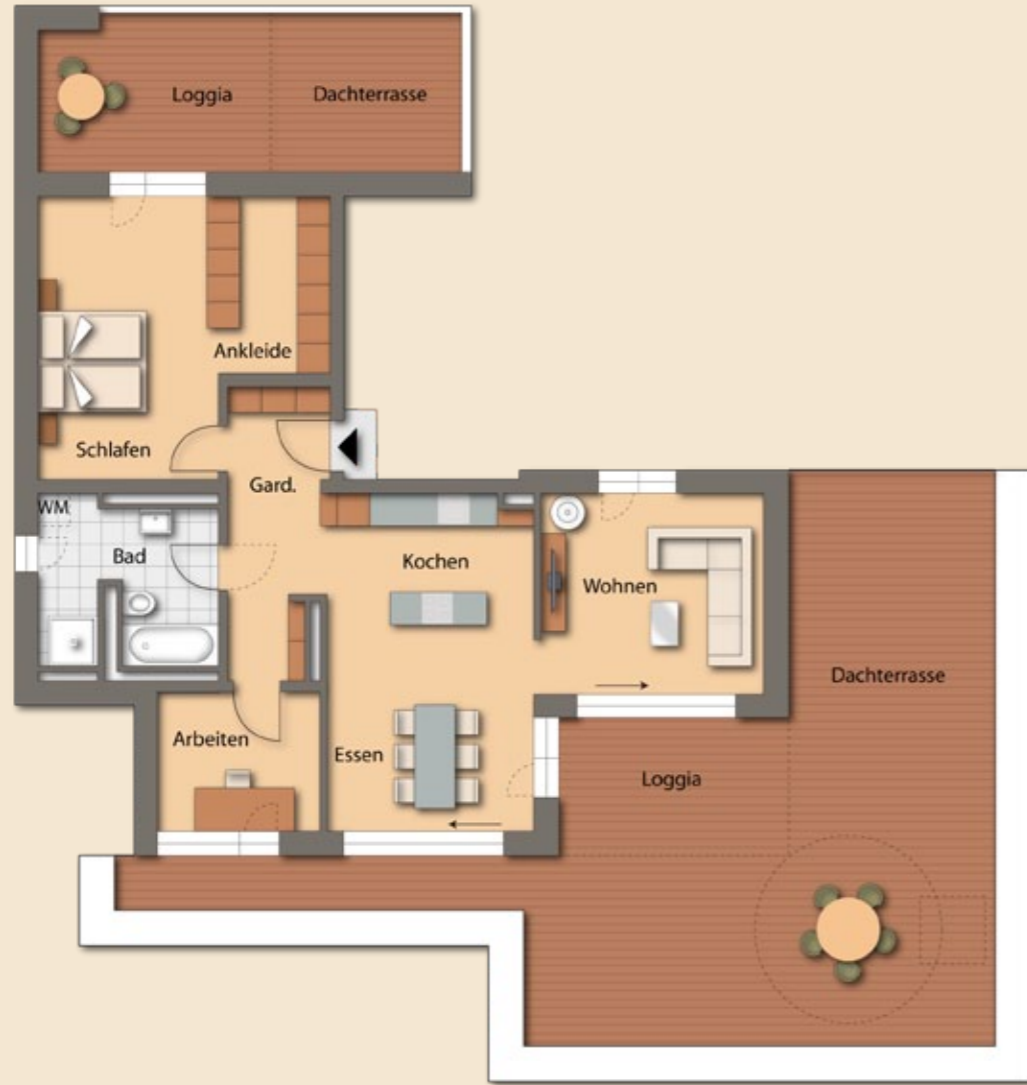 Loggia
Dachterrasse
Ankleide
Schlafen
Gard.
WM
Bad
Kochen
Wohnen
Dachterrasse
Arbeiten
Essen
Loggia